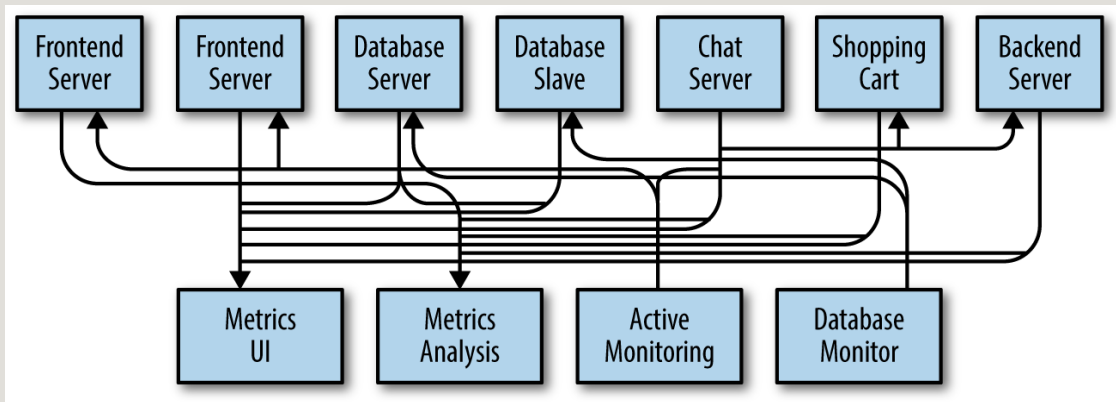 Frontend
Server
Frontend
Server
Database
Server
Database
Slave
Chat
Server
Shopping
Cart
Backend
Server
Metrics
UI
Metrics
Analysis
Active
Monitoring
Database
Monitor